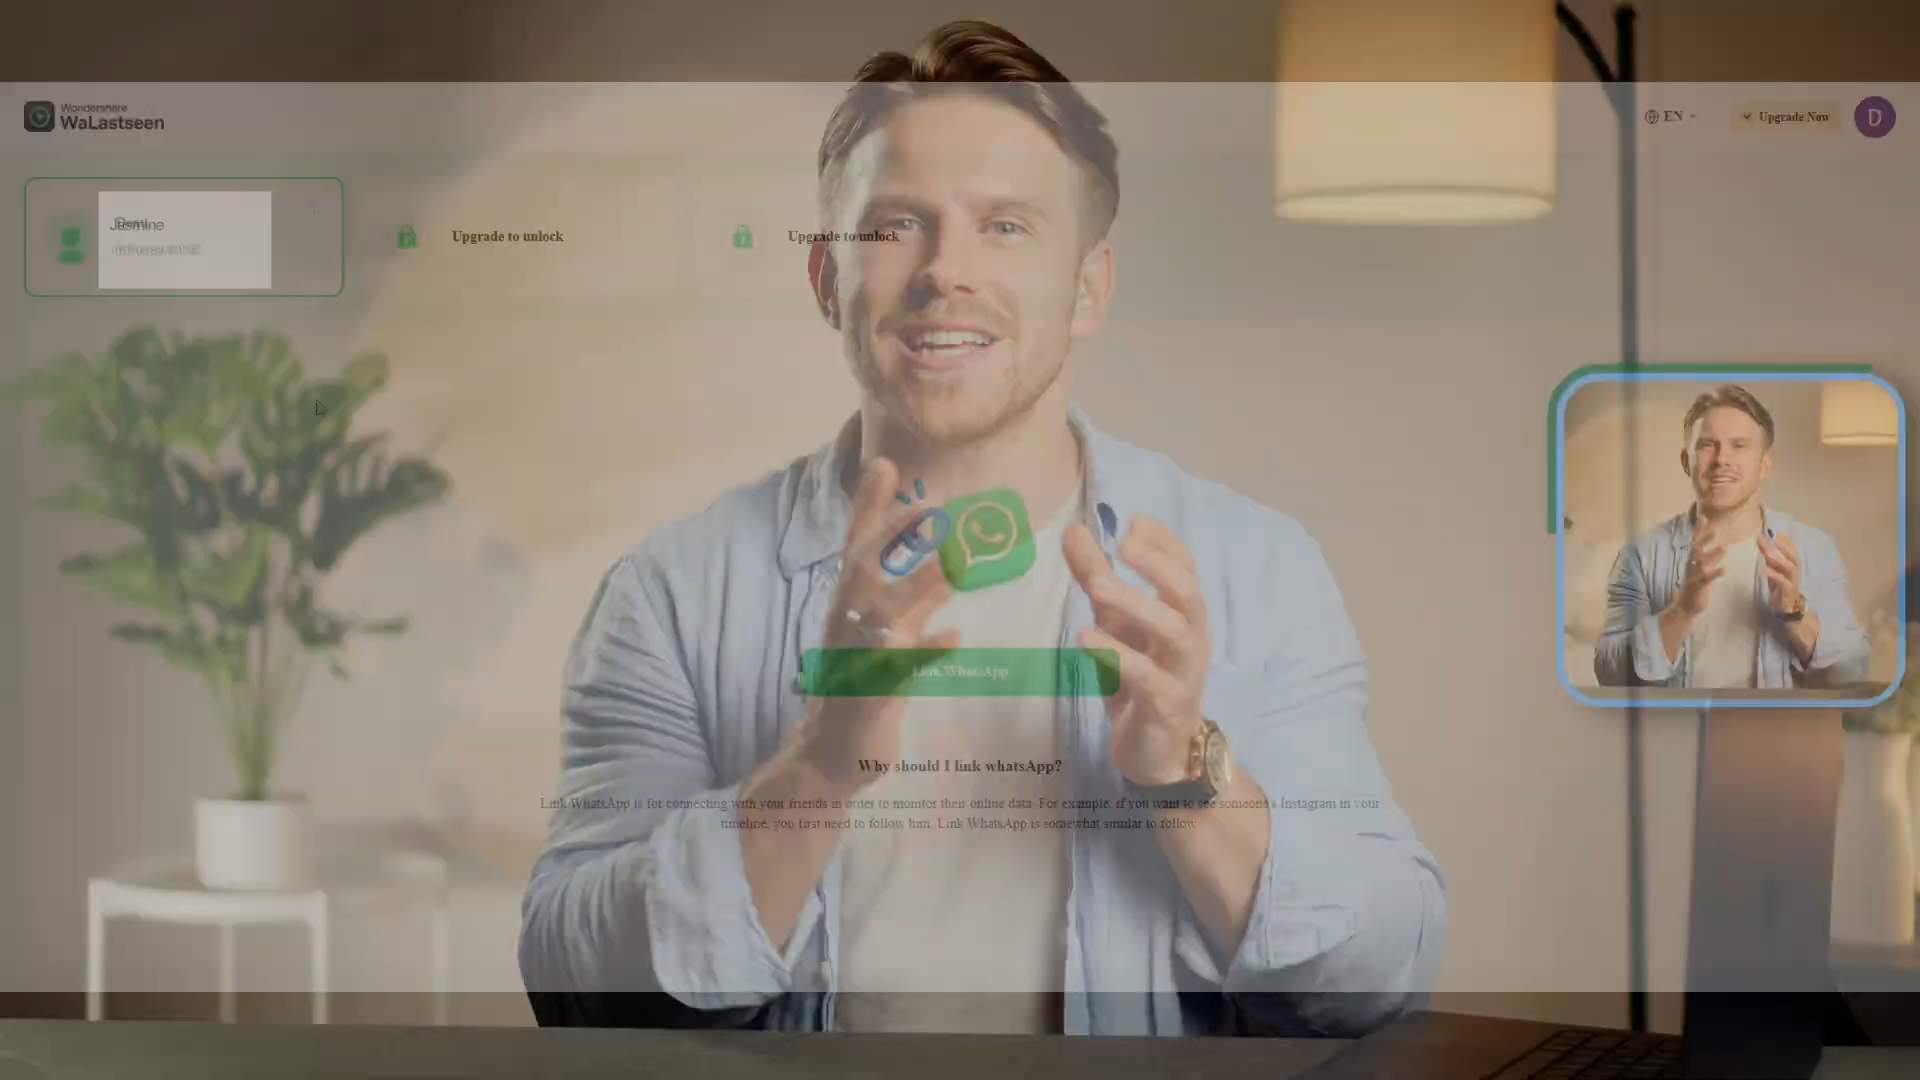 Wondershare
WaLastseen
EN
Upgrade Now
D
Jasmine
Upgrade to unlock
Upgrade to unlock
Link WhatsApp
Why should I link whatsApp?
Link WhatsApp is for connecting with your friends in order to monitor their online data. For example, if you want to see someone's Instagram in your
timeline, you first need to follow him. Link WhatsApp is somewhat similar to follow